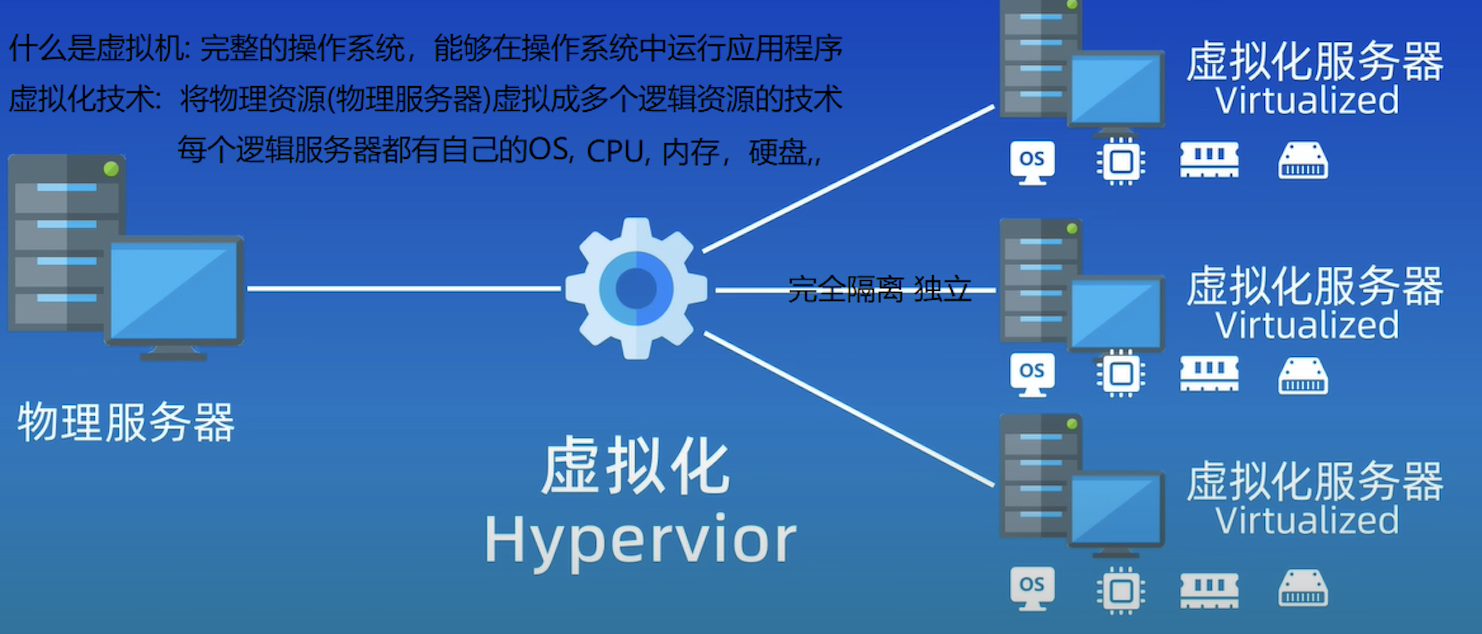 什么是虚拟机: 完整的操作系统，能够在操作系统中运行应用程序
虚拟化技术: 将物理资源(物理服务器)虚拟成多个逻辑资源的技术
每个逻辑服务器都有自己的OS, CPU, 内存，硬盘,,
虚拟化服务器
Virtualized
OS
完全隔离 独立
虚拟化服务器
Virtualized
OS
物理服务器
虚拟化
Hypervior
虚拟化服务器
Virtualized
OS